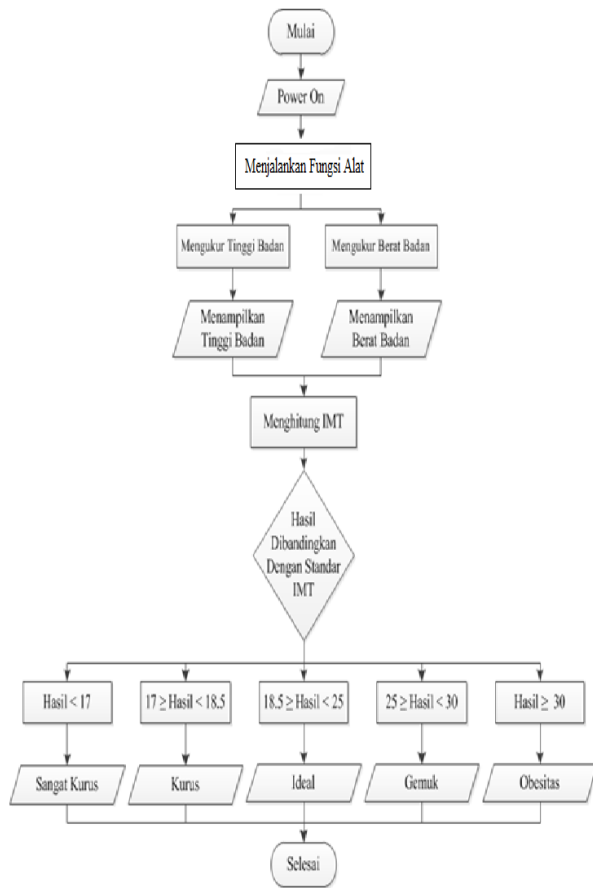 Mulai
Power On
Menjalankan Fungsi Alat
Mengukur Tinggi Badan
Mengukur Berat Badan
Menampilkan
Tinggi Badan
Menampilkan
Berat Badan
Menghitung IMT
Hasil
Dibandingkan
Dengan Standar
IMT
Hasil < 17
17 ≥ Hasil < 18.5
18.5 ≥ Hasil < 25
25 ≥ Hasil < 30
Hasil ≥ 30
Sangat Kurus
Kurus
Ideal
Gemuk
Obesitas
Selesai